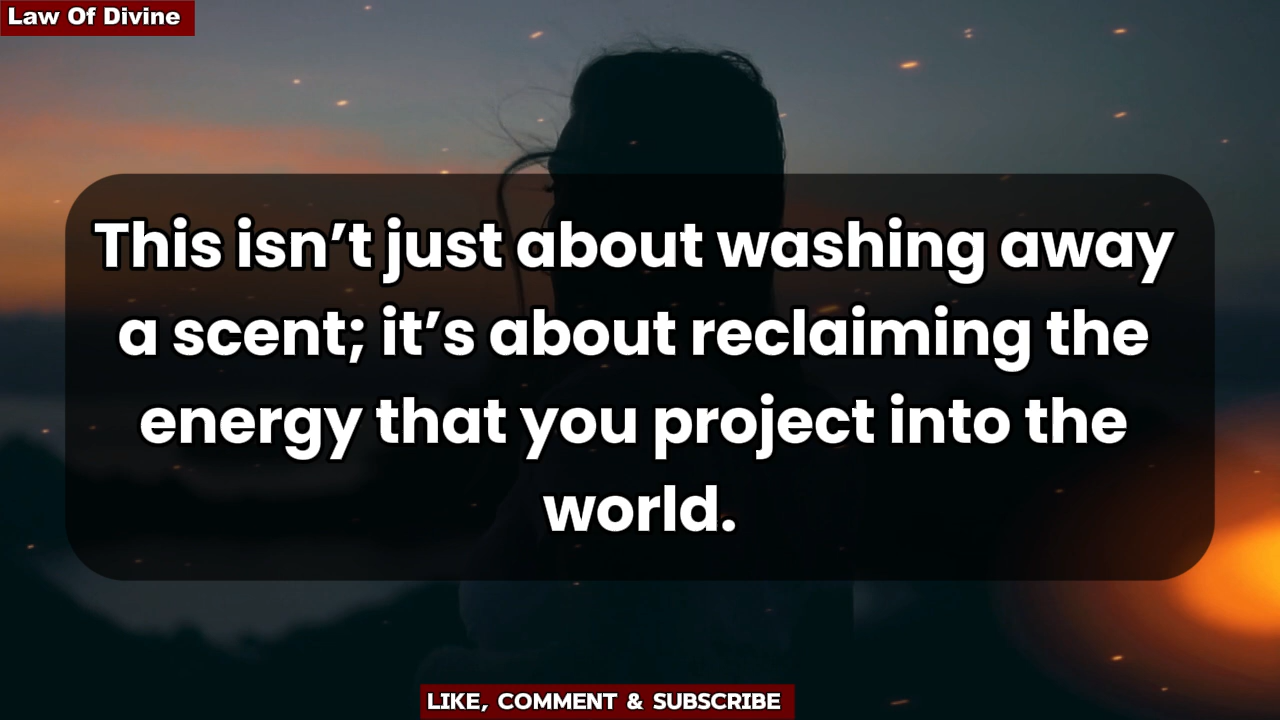 Law Of Divine
This isn’t just about washing away
a scent; it’s about reclaiming the
energy that you project into the
world.
LIKE, COMMENT & SUBSCRIBE